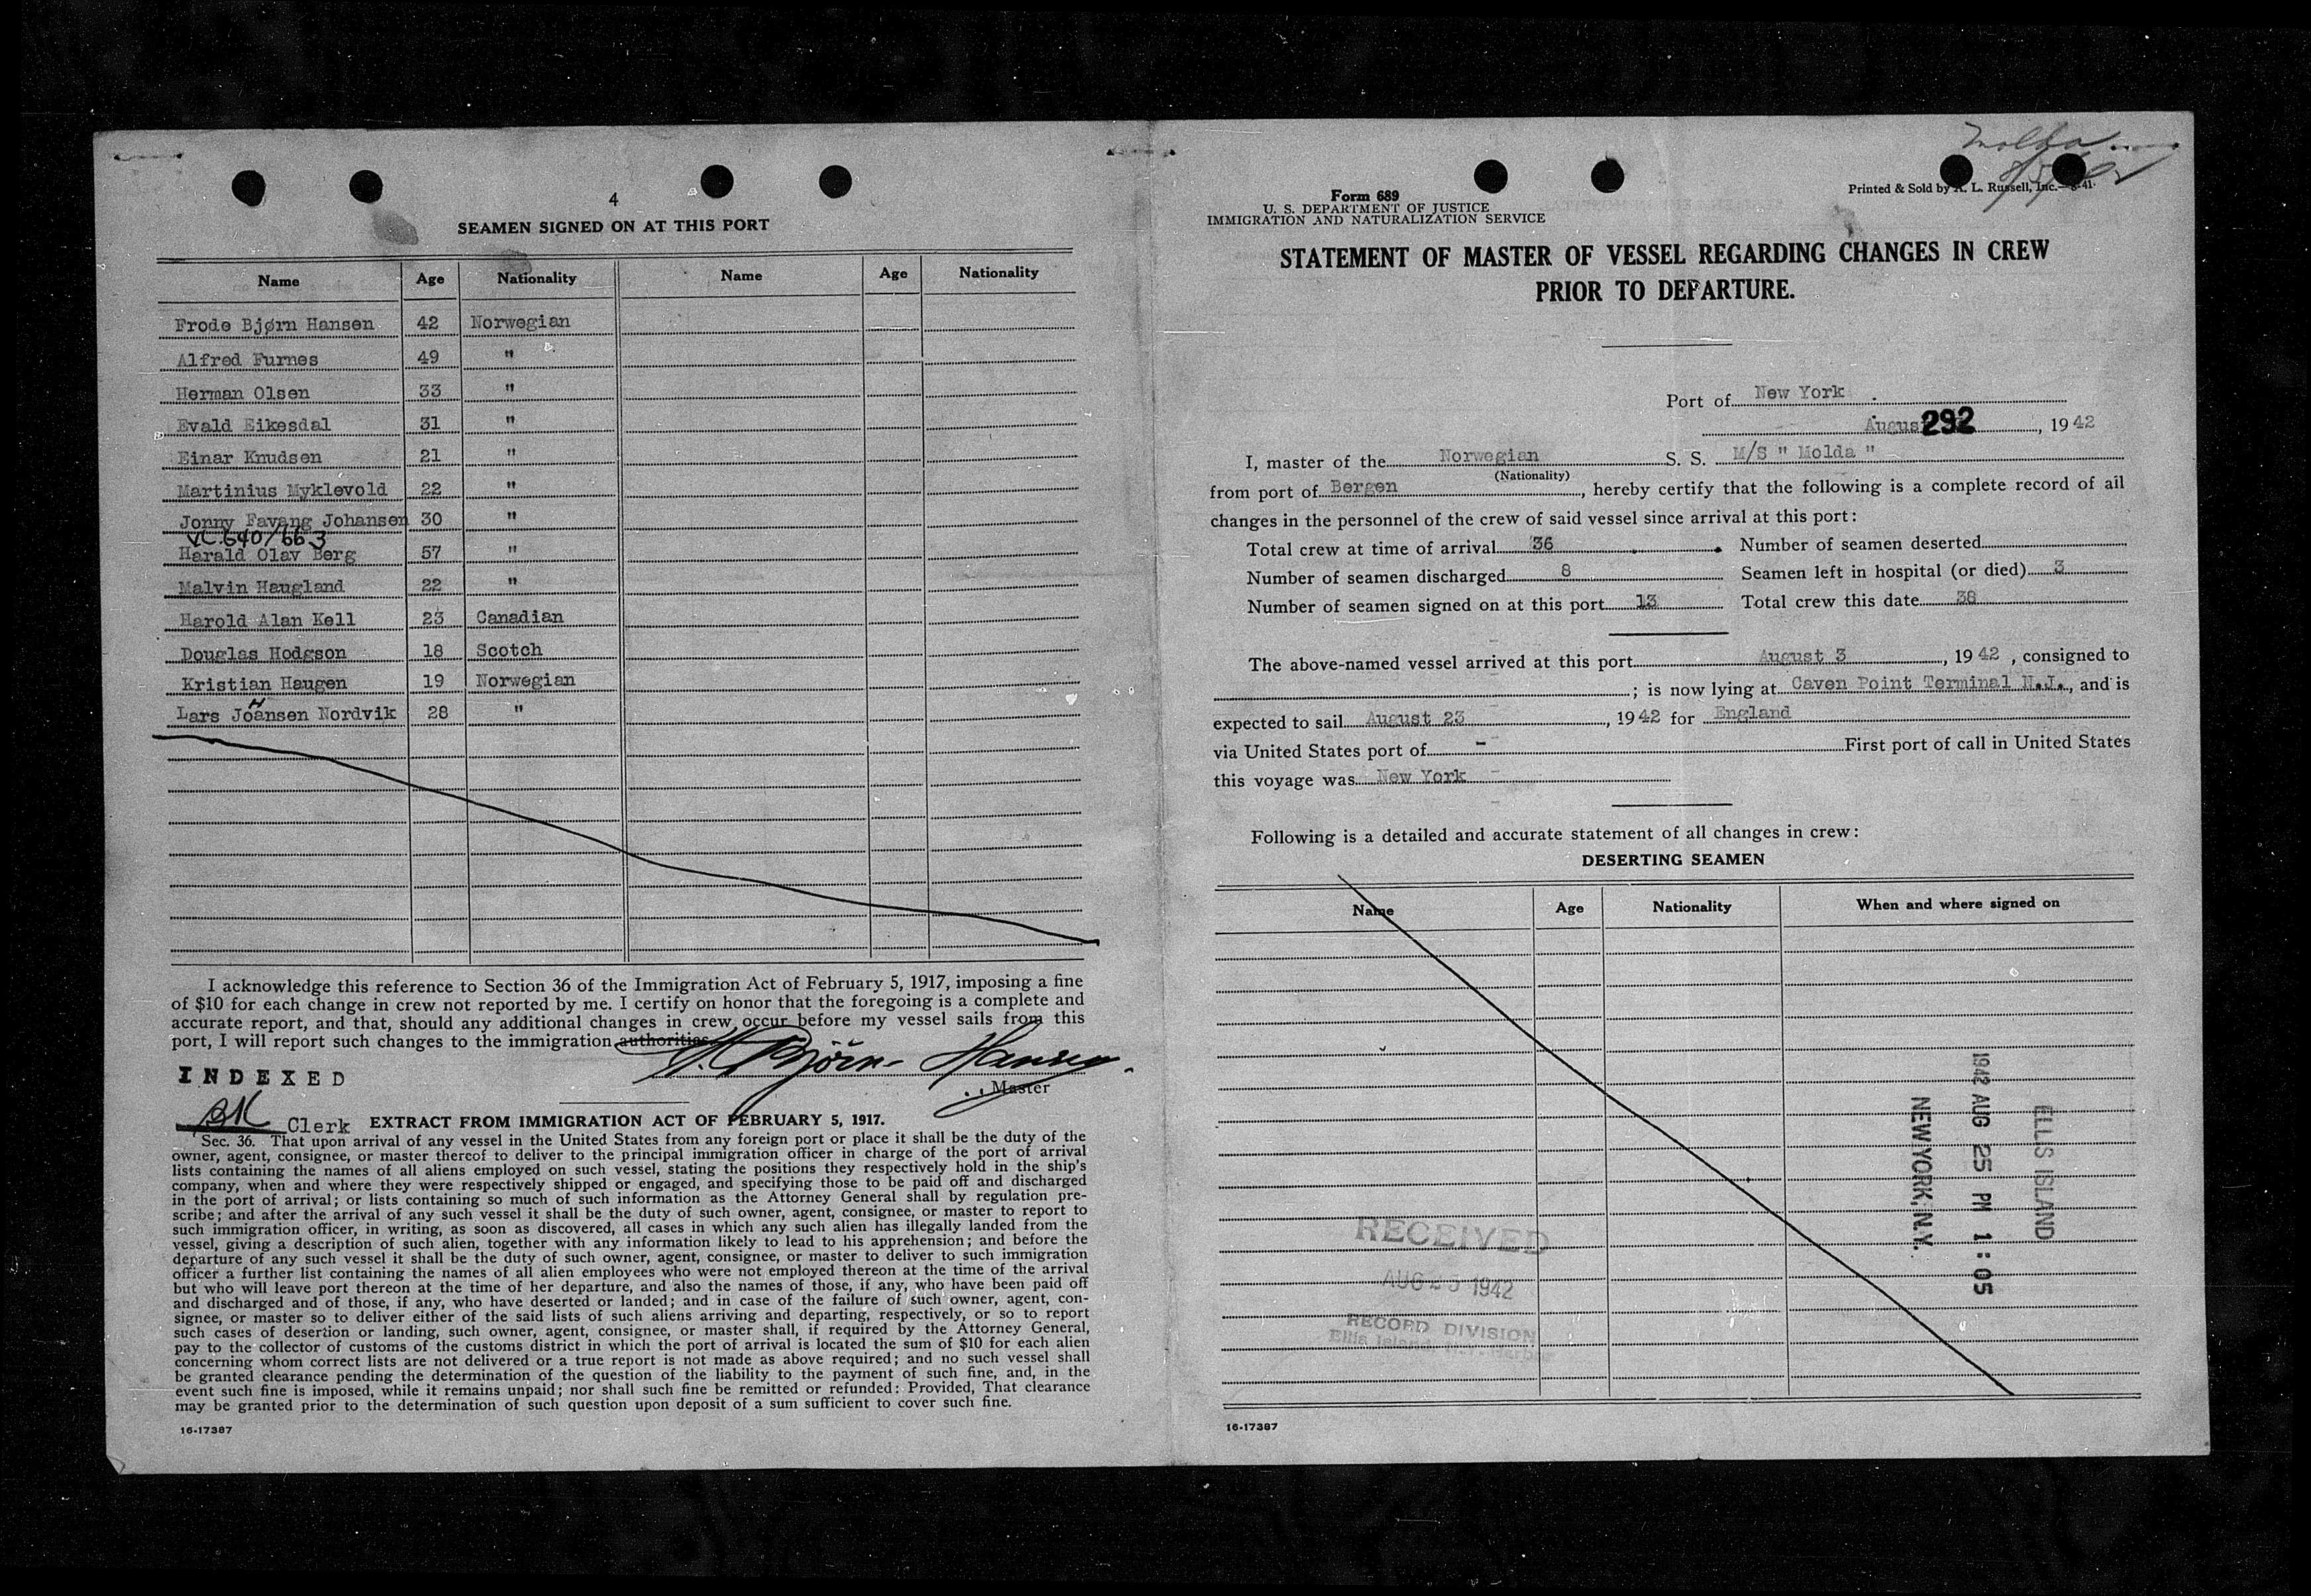 4
SEAMEN SIGNED ON AT THIS PORT
Name Age Nationality Name Age Nationality
Frode Bjørn Hansen 42 Norwegian
Alfred Furnes 49 "
Herman Olsen 33 "
Evald Eikesdal 31 "
Einar Knudsen 21 "
Martinius Myklevold 22 "
Jonny Favang Johansen 30 "
640/663
Harald Olav Berg 57 "
Malvin Haugland 22 "
Harold Alan Kell 23 Canadian
Douglas Hodgson 18 Scotch
Kristian Haugen 19 Norwegian
H
Lars Joansen Nordvik 28 "
I acknowledge this reference to Section 36 of the Immigration Act of February 5, 1917, imposing a fine
of $10 for each change in crew not reported by me. I certify on honor that the foregoing is a complete and
accurate report, and that, should any additional changes in crew occur before my vessel sails from this
port, I will report such changes to the immigration authorities.
Bjørn-Hansen
INDEXED
Master
BK Clerk EXTRACT FROM IMMIGRATION ACT OF FEBRUARY 5, 1917.
Sec. 36. That upon arrival of any vessel in the United States from any foreign port or place it shall be the duty of the
owner, agent, consignee, or master thereof to deliver to the principal immigration officer in charge of the port of arrival
lists containing the names of all aliens employed on such vessel, stating the positions they respectively hold in the ship's
company, when and where they were respectively shipped or engaged, and specifying those to be paid off and discharged
in the port of arrival; or lists containing so much of such information as the Attorney General shall by regulation pre-
scribe; and after the arrival of any such vessel it shall be the duty of such owner, agent, consignee, or master to report to
such immigration officer, in writing, as soon as discovered, all cases in which any such alien has illegally landed from the
vessel, giving a description of such alien, together with any information likely to lead to his apprehension; and before the
departure of any such vessel it shall be the duty of such owner, agent, consignee, or master to deliver to such immigration
officer a further list containing the names of all alien employees who were not employed thereon at the time of the arrival
but who will leave port thereon at the time of her departure, and also the names of those, if any, who have been paid off
and discharged and of those, if any, who have deserted or landed; and in case of the failure of such owner, agent, con-
signee, or master so to deliver either of the said lists of such aliens arriving and departing, respectively, or so to report
such cases of desertion or landing, such owner, agent, consignee, or master shall, if required by the Attorney General,
pay to the collector of customs of the customs district in which the port of arrival is located the sum of $10 for each alien
concerning whom correct lists are not delivered or a true report is not made as above required; and no such vessel shall
be granted clearance pending the determination of the question of the liability to the payment of such fine, and, in the
event such fine is imposed, while it remains unpaid; nor shall such fine be remitted or refunded: Provided, That clearance
may be granted prior to the determination of such question upon deposit of a sum sufficient to cover such fine.
16-17387
Molda
Form 689
U. S. DEPARTMENT OF JUSTICE
IMMIGRATION AND NATURALIZATION SERVICE
Printed & Sold by A. L. Russell, Inc.—8-41
STATEMENT OF MASTER OF VESSEL REGARDING CHANGES IN CREW
PRIOR TO DEPARTURE.
Port of New York
August 292, 1942
I, master of the Norwegian S. S. M/S " Molda "
(Nationality)
from port of Bergen, hereby certify that the following is a complete record of all
changes in the personnel of the crew of said vessel since arrival at this port:
Total crew at time of arrival 36 Number of seamen deserted
Number of seamen discharged 8 Seamen left in hospital (or died) 3
Number of seamen signed on at this port 13 Total crew this date 38
The above-named vessel arrived at this port August 3, 1942, consigned to
; is now lying at Caven Point Terminal N.J., and is
expected to sail August 23, 1942 for England
via United States port of - First port of call in United States
this voyage was New York
Following is a detailed and accurate statement of all changes in crew:
DESERTING SEAMEN
Name Age Nationality When and where signed on
ELLIS ISLAND
1942 AUG 25 PM 1:05
NEW YORK, N.Y.
RECEIVED
AUG 1942
RECORD DIVISION
Ellis Island
16-17387